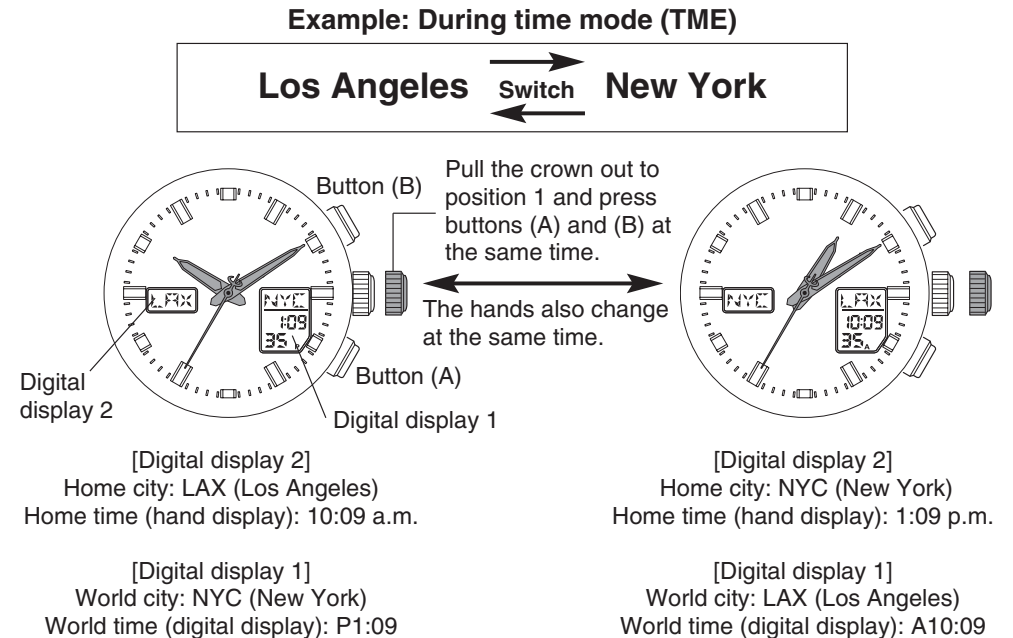 Example: During time mode (TME)
Los Angeles Switch New York
Button (B)
Pull the crown out to
position 1 and press
buttons (A) and (B) at
the same time.
The hands also change
at the same time.
LAX
NYC
1:09
35 P
NYC
LAX
10:09
35 A
Digital
display 2
Button (A)
Digital display 1
[Digital display 2]
Home city: LAX (Los Angeles)
Home time (hand display): 10:09 a.m.
[Digital display 2]
Home city: NYC (New York)
Home time (hand display): 1:09 p.m.
[Digital display 1]
World city: NYC (New York)
World time (digital display): P1:09
[Digital display 1]
World city: LAX (Los Angeles)
World time (digital display): A10:09